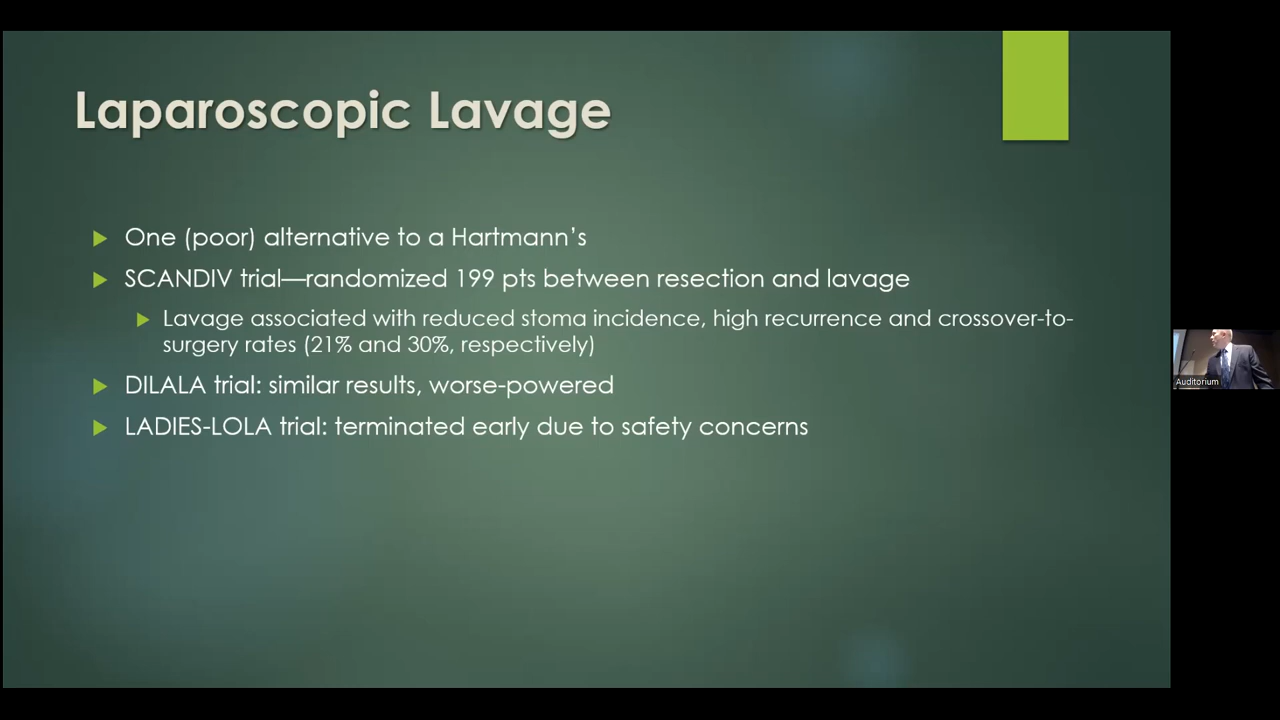 Laparoscopic Lavage
One (poor) alternative to a Hartmann’s
SCANDIV trial—randomized 199 pts between resection and lavage
Lavage associated with reduced stoma incidence, high recurrence and crossover-to-
surgery rates (21% and 30%, respectively)
DILALA trial: similar results, worse-powered
LADIES-LOLA trial: terminated early due to safety concerns
Auditorium